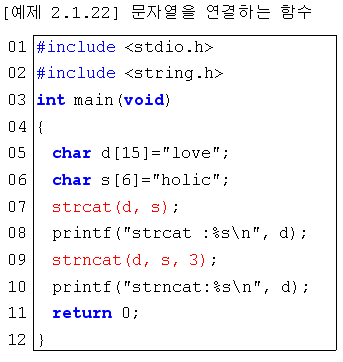 [예제 2.1.22] 문자열을 연결하는 함수
01 #include <stdio.h>
02 #include <string.h>
03 int main(void)
04 {
05 char d[15]="love";
06 char s[6]="holic";
07 strcat(d, s);
08 printf("strcat :%s\n", d);
09 strncat(d, s, 3);
10 printf("strncat:%s\n", d);
11 return 0;
12 }